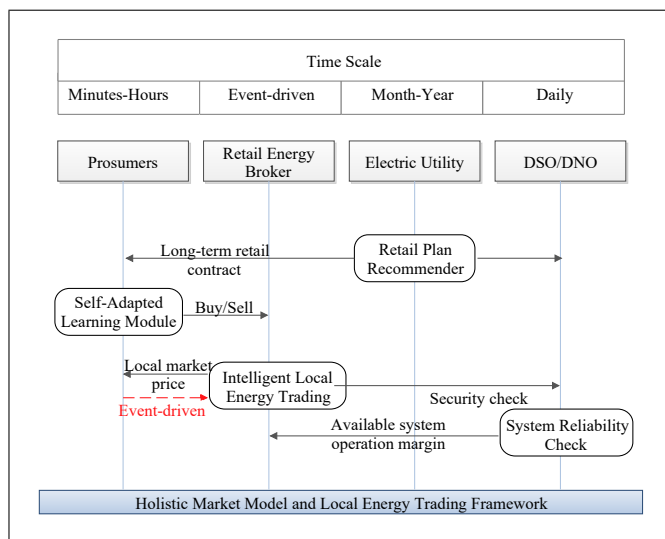 Time Scale
Minutes-Hours
Event-driven
Month-Year
Daily
Prosumers
Retail Energy
Broker
Electric Utility
DSO/DNO
Long-term retail
contract
Retail Plan
Recommender
Self-Adapted
Learning Module
Buy/Sell
Local market
price
Event-driven
Intelligent Local
Energy Trading
Security check
Available system
operation margin
System Reliability
Check
Holistic Market Model and Local Energy Trading Framework